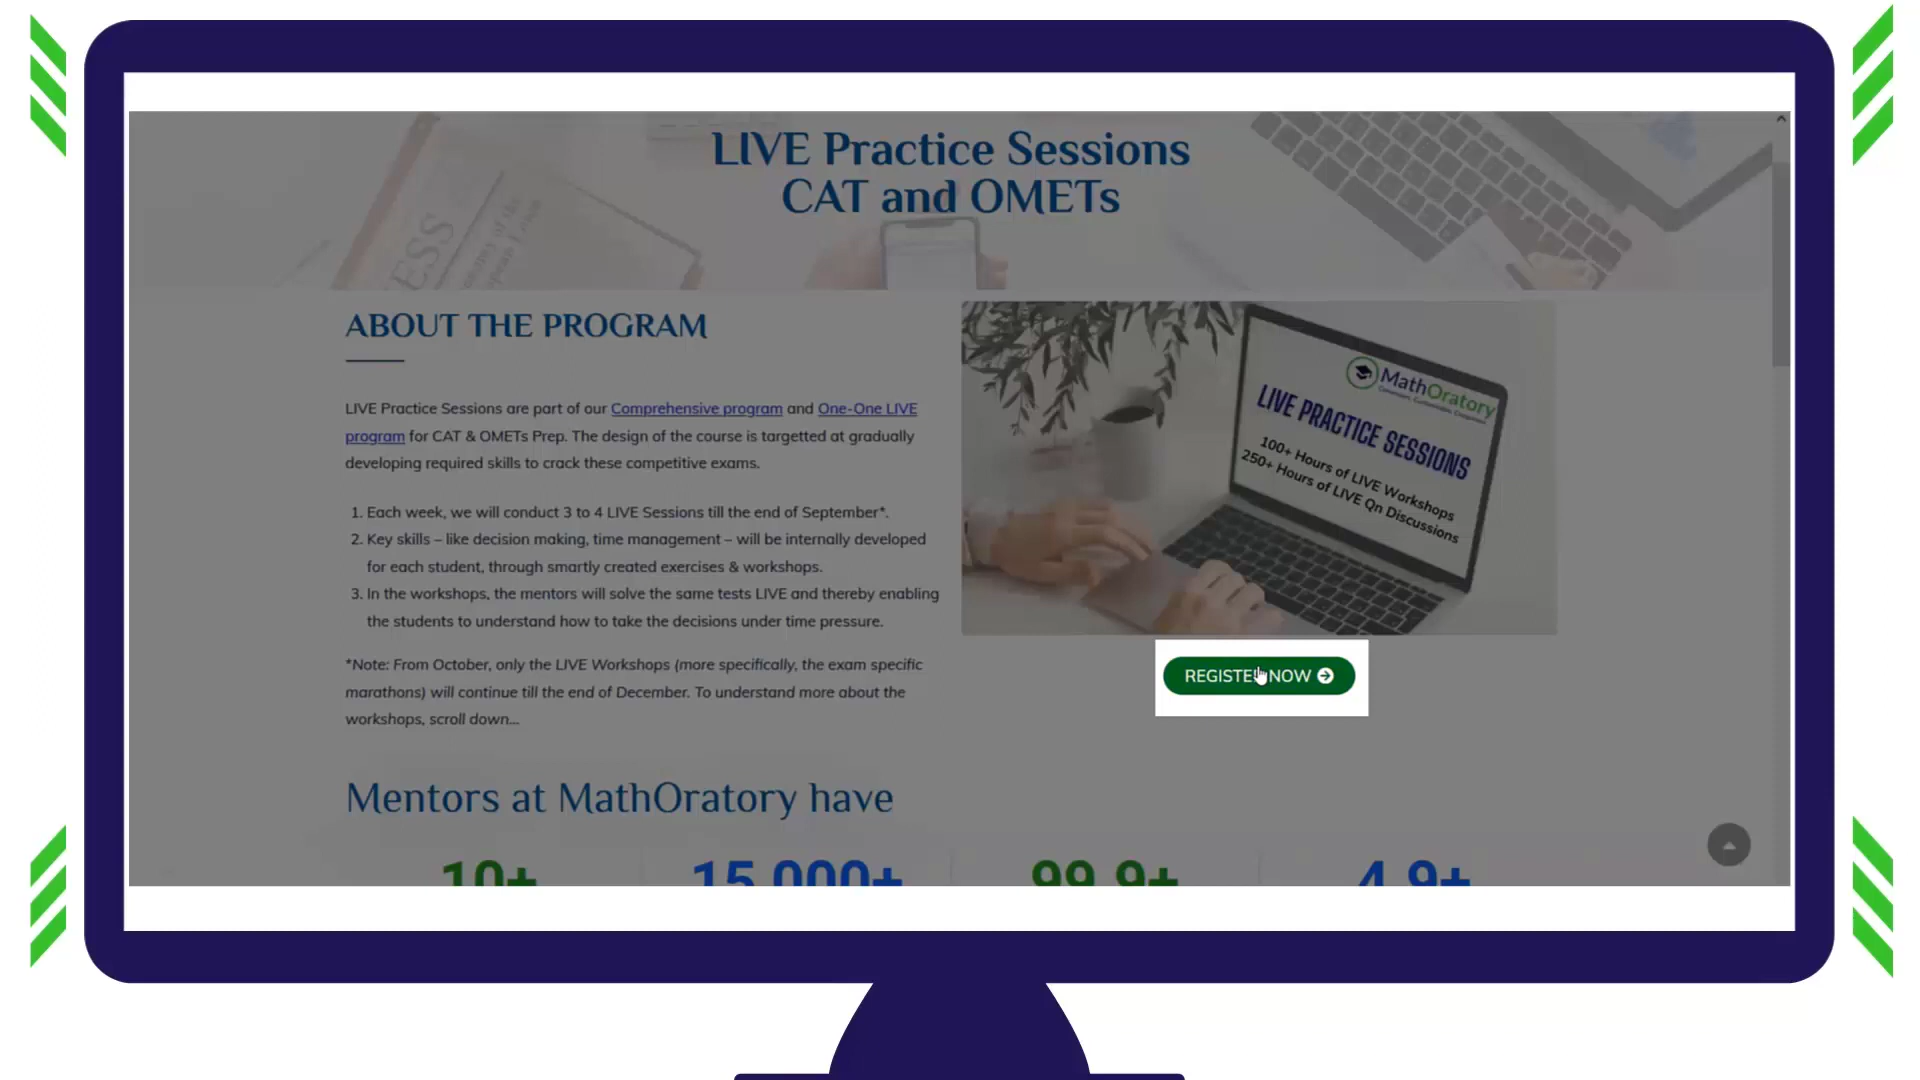 LIVE Practice Sessions
CAT and OMETs
ABOUT THE PROGRAM
LIVE Practice Sessions are part of our Comprehensive program and One-One LIVE
program for CAT & OMETs Prep. The design of the course is targetted at gradually
developing required skills to crack these competitive exams.
1. Each week, we will conduct 3 to 4 LIVE Sessions till the end of September*.
2. Key skills – like decision making, time management – will be internally developed
for each student, through smartly created exercises & workshops.
3. In the workshops, the mentors will solve the same tests LIVE and thereby enabling
the students to understand how to take the decisions under time pressure.
*Note: From October, only the LIVE Workshops (more specifically, the exam specific
marathons) will continue till the end of December. To understand more about the
workshops, scroll down...
MathOratory
LIVE PRACTICE SESSIONS
100+ Hours of LIVE Workshops
250+ Hours of LIVE Qn Discussions
REGISTER NOW
Mentors at MathOratory have
10+ 15,000+ 99.9+ 4.9+